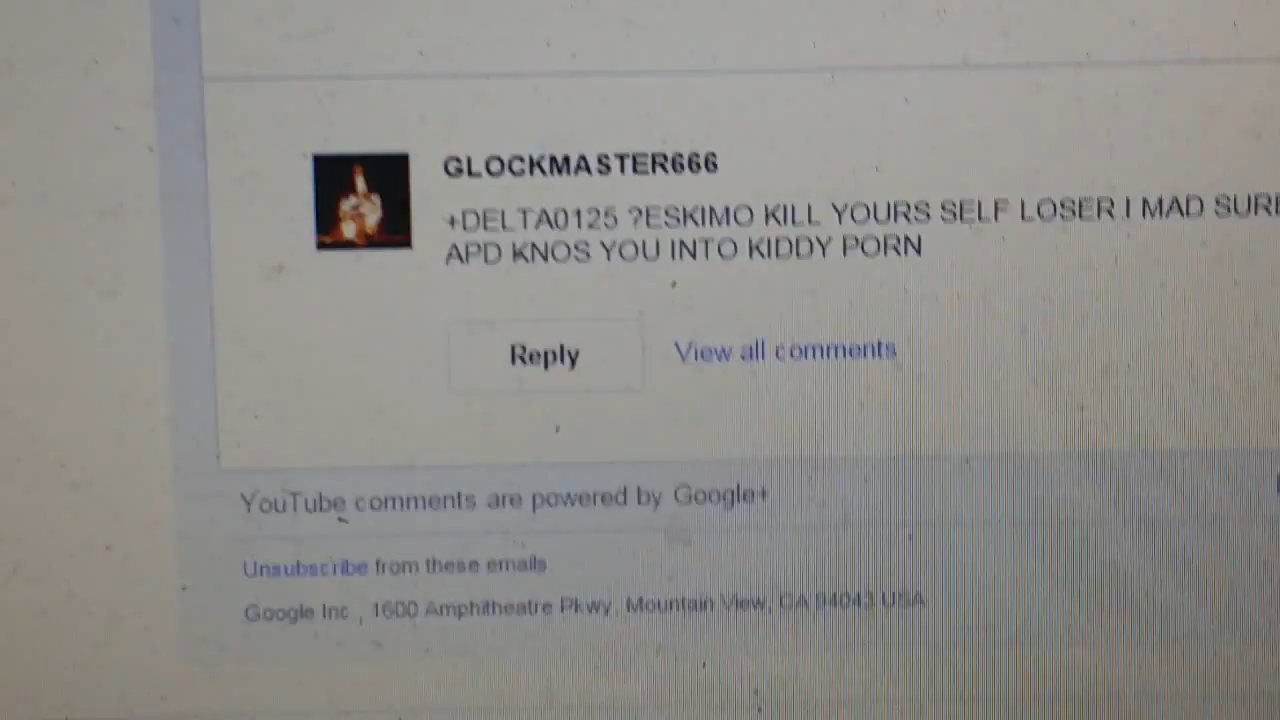 GLOCKMASTER666
+DELTA0125 ?ESKIMO KILL YOURS SELF LOSER I MAD SURE
APD KNOS YOU INTO KIDDY PORN
Reply
View all comments
YouTube comments are powered by Google+
Unsubscribe from these emails
Google Inc , 1600 Amphitheatre Pkwy, Mountain View, CA 94043 USA